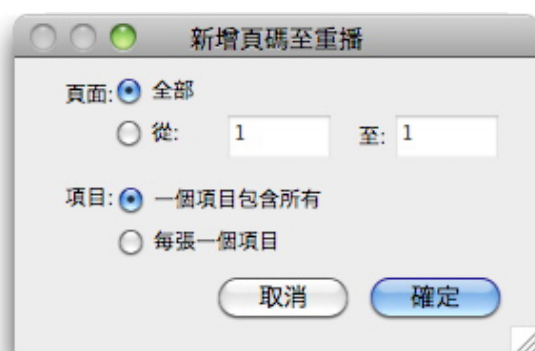 新增頁碼至重播
頁面: 全部
從: 1 至: 1
項目: 一個項目包含所有
每張一個項目
取消 確定